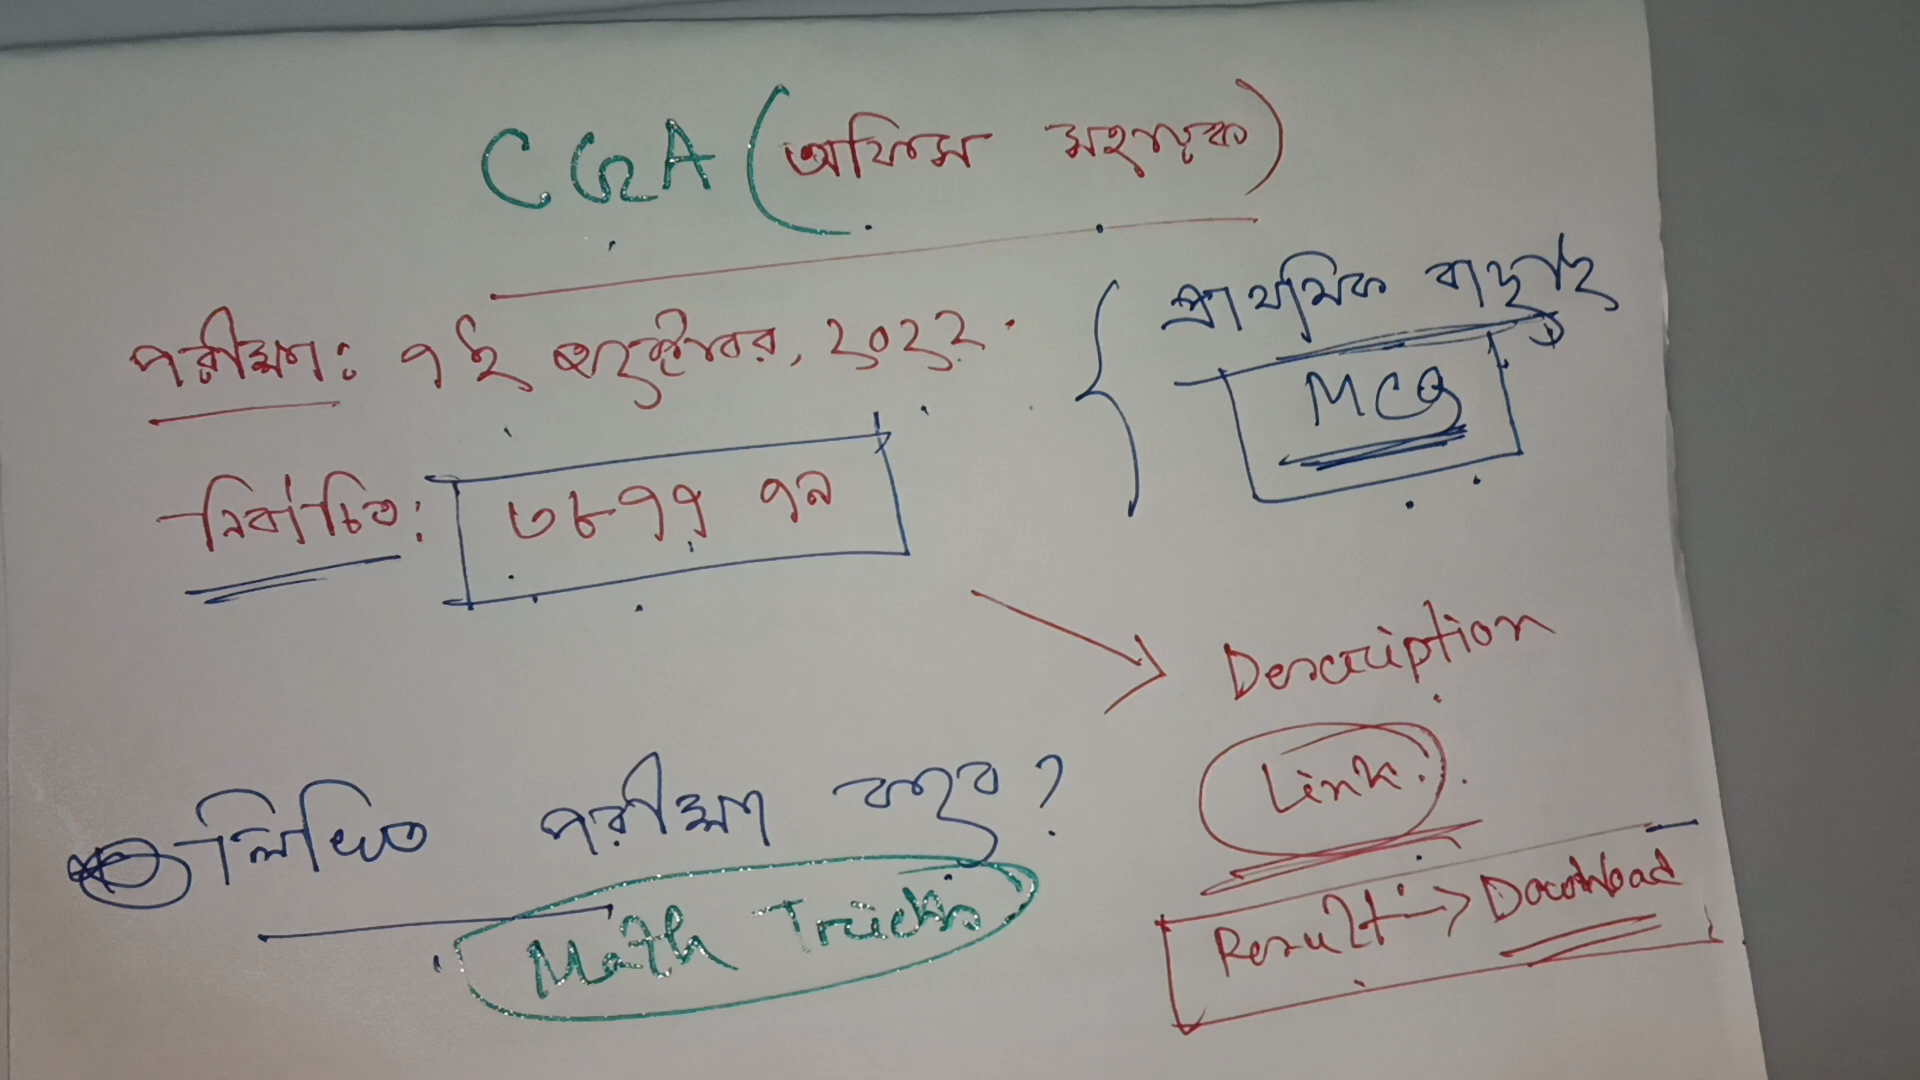 CGA (অফিস সহায়ক)
পরীক্ষা: ৭ই অক্টোবর, ২০২২.
প্রাথমিক বাছাই
MCQ
নির্বাচিত: ৩৮৭৭ জন
Description
Link
লিখিত পরীক্ষা কবে?
Math Tricks
Result → Download